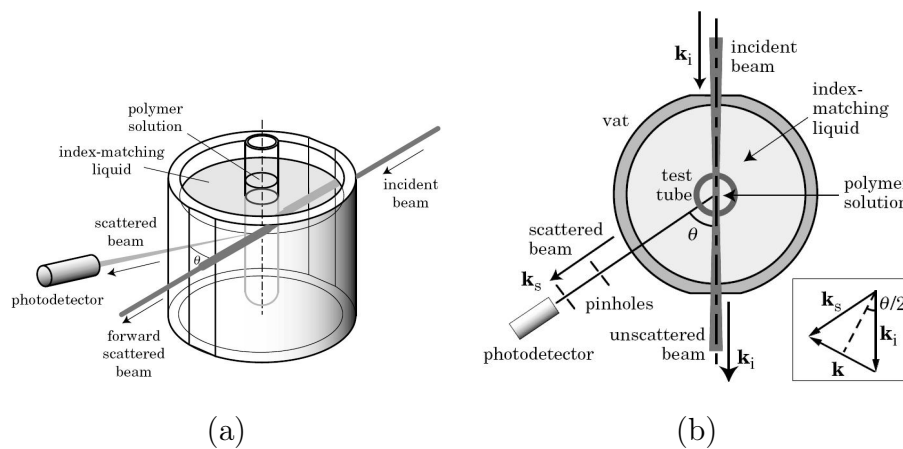 polymer
solution
index-matching
liquid
incident
beam
scattered
beam
θ
photodetector
forward
scattered
beam
(a)
k_i
incident
beam
index-
matching
liquid
vat
test
tube
polymer
solution
scattered
beam
θ
k_s
pinholes
photodetector
unscattered
beam
k_i
k_s
θ/2
k_i
k
(b)